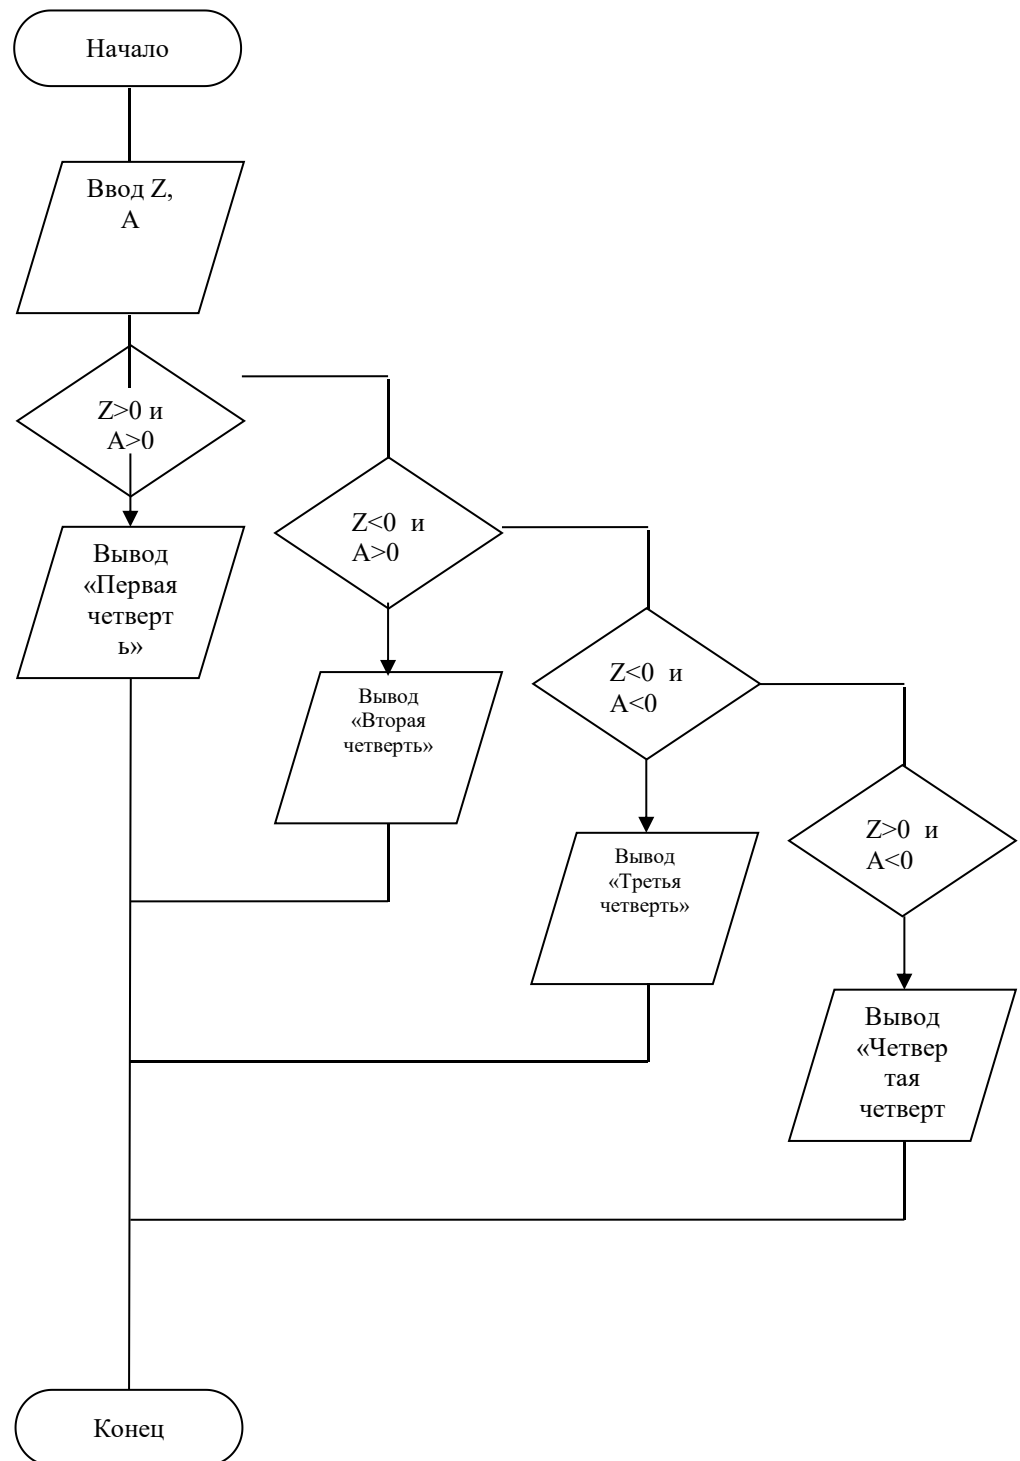 Начало
Ввод Z,
A
Z>0 и
A>0
Вывод
«Первая
четверт
ь»
Z<0 и
A>0
Вывод
«Вторая
четверть»
Z<0 и
A<0
Вывод
«Третья
четверть»
Z>0 и
A<0
Вывод
«Четвер
тая
четверт
Конец